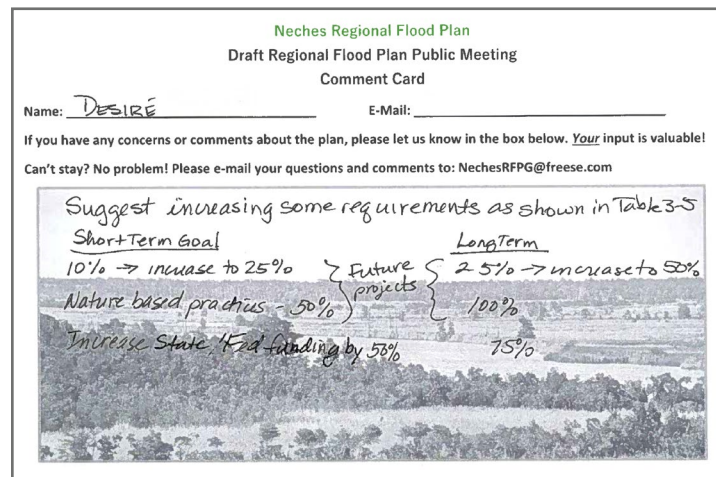 Neches Regional Flood Plan
Draft Regional Flood Plan Public Meeting
Comment Card
Name: DESIRÉ E-Mail:
If you have any concerns or comments about the plan, please let us know in the box below. Your input is valuable!
Can't stay? No problem! Please e-mail your questions and comments to: NechesRFPG@freese.com
Suggest increasing some requirements as shown in Table 3-5
Short Term Goal Long Term
10% → increase to 25% } Future projects { 25% → increase to 50%
Nature based practices - 50% 100%
Increase State/Fed funding by 50% 75%